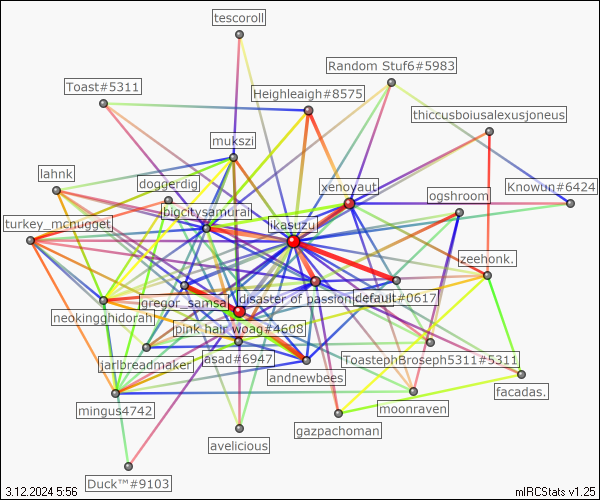 tescoroll
Random Stuf6#5983
Toast#5311
Heighleaigh#8575
thiccusboiusalexusjoneus
mukszi
lahnk
doggerdig
xenoyaut
ogshroom
Knowun#6424
turkey_mcnugget
bigcitysamurai
ikasuzu
zeehonk.
gregor_samsa
disaster of passion
default#0617
neokingghidorah
pink hair woag#4608
jarlbreadmaker
asad#6947
ToastephBroseph5311#5311
andnewbees
facadas.
mingus4742
moonraven
gazpachoman
avelicious
Duck™#9103
3.12.2024 5:56
mIRCStats v1.25